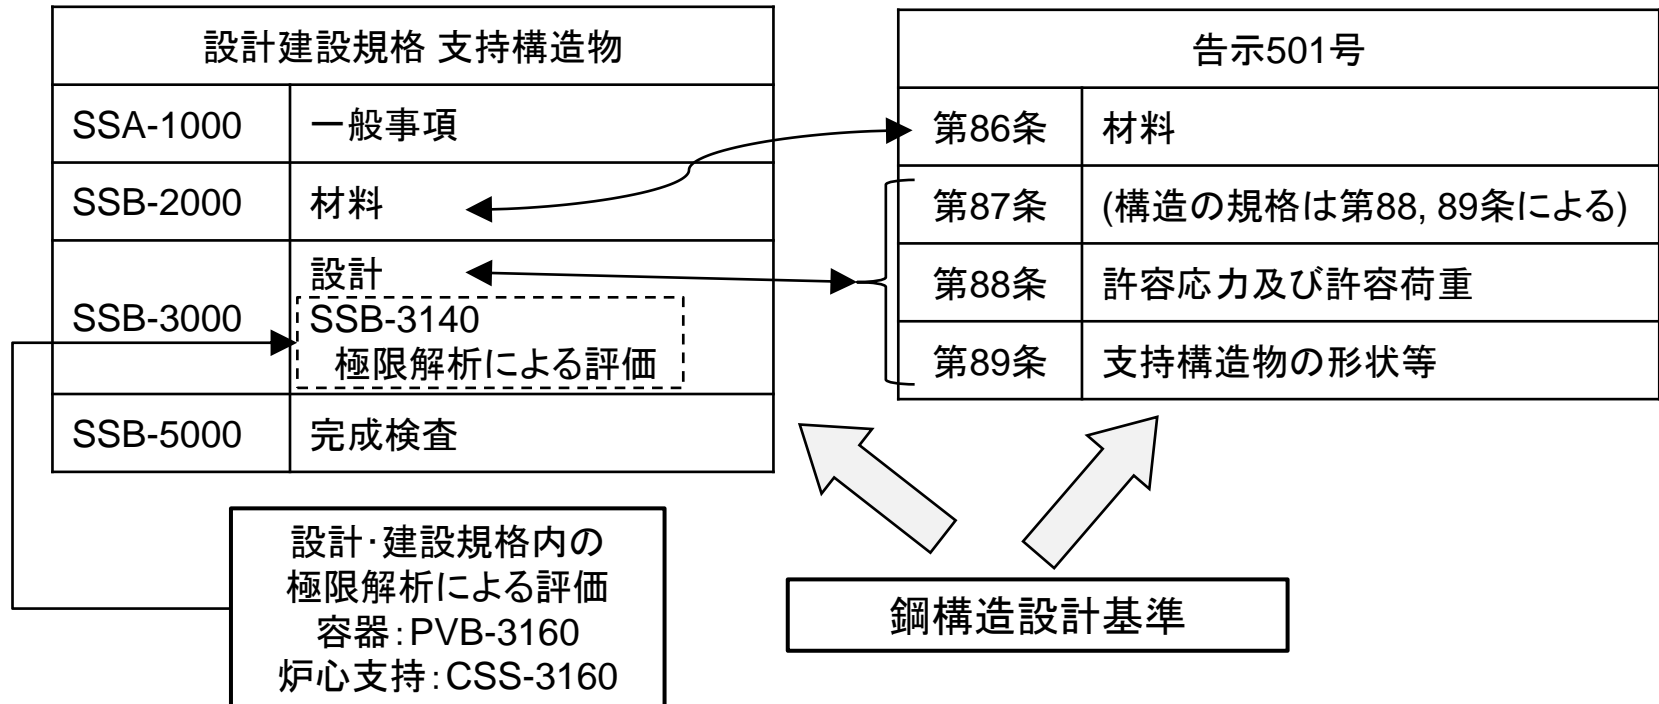 設計建設規格 支持構造物
SSA-1000 一般事項
SSB-2000 材料
SSB-3000 設計
SSB-3140
極限解析による評価
SSB-5000 完成検査
告示501号
第86条 材料
第87条 (構造の規格は第88, 89条による)
第88条 許容応力及び許容荷重
第89条 支持構造物の形状等
設計･建設規格内の
極限解析による評価
容器：PVB-3160
炉心支持：CSS-3160
鋼構造設計基準